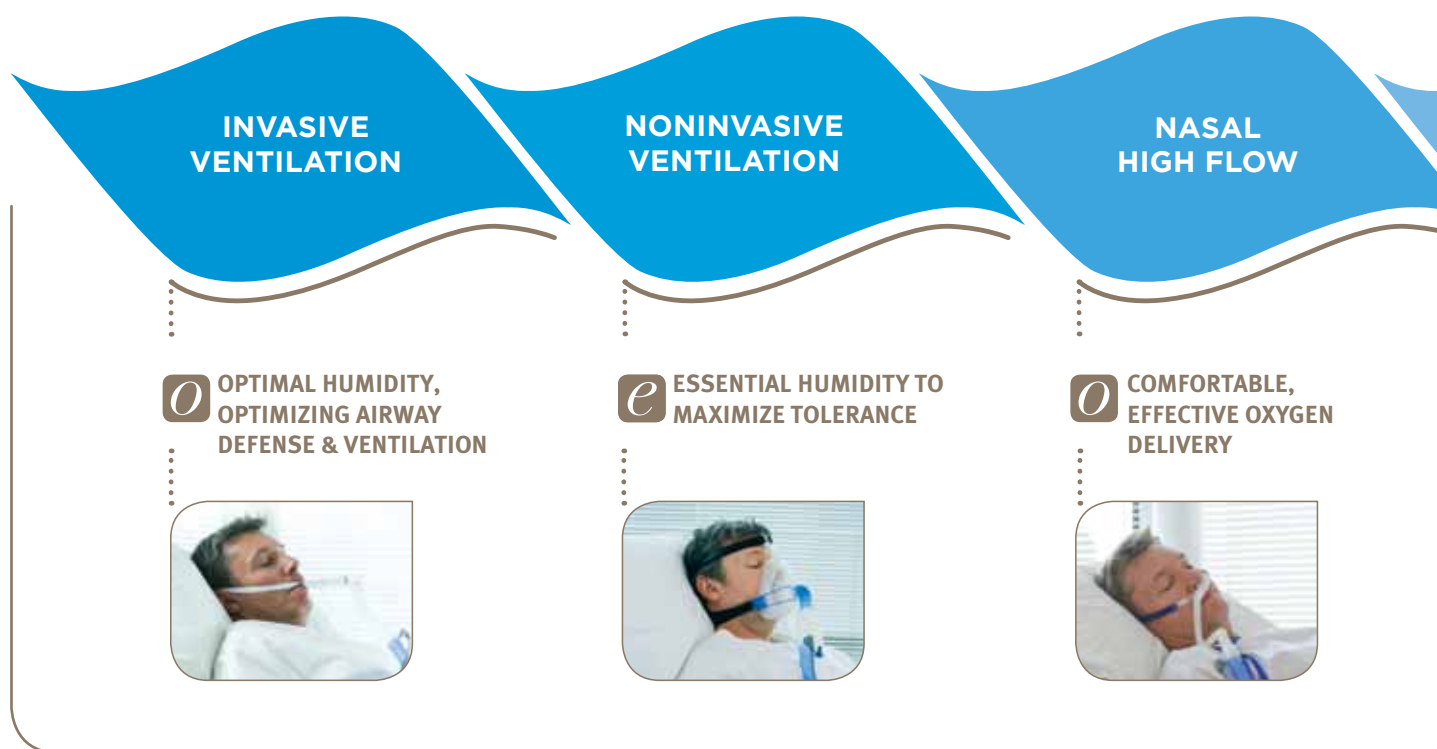 INVASIVE
VENTILATION
NONINVASIVE
VENTILATION
NASAL
HIGH FLOW
o OPTIMAL HUMIDITY,
OPTIMIZING AIRWAY
DEFENSE & VENTILATION
e ESSENTIAL HUMIDITY TO
MAXIMIZE TOLERANCE
o COMFORTABLE,
EFFECTIVE OXYGEN
DELIVERY